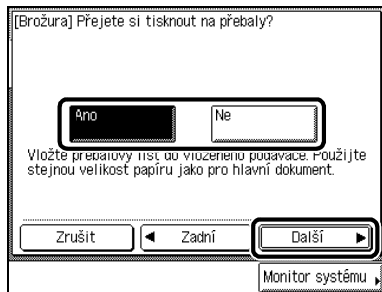 [Brožura] Přejete si tisknout na přebaly?
Ano Ne
Vložte přebalový list do vloženého podavače. Použijte
stejnou velikost papíru jako pro hlavní dokument.
Zrušit Zadní Další
Monitor systému